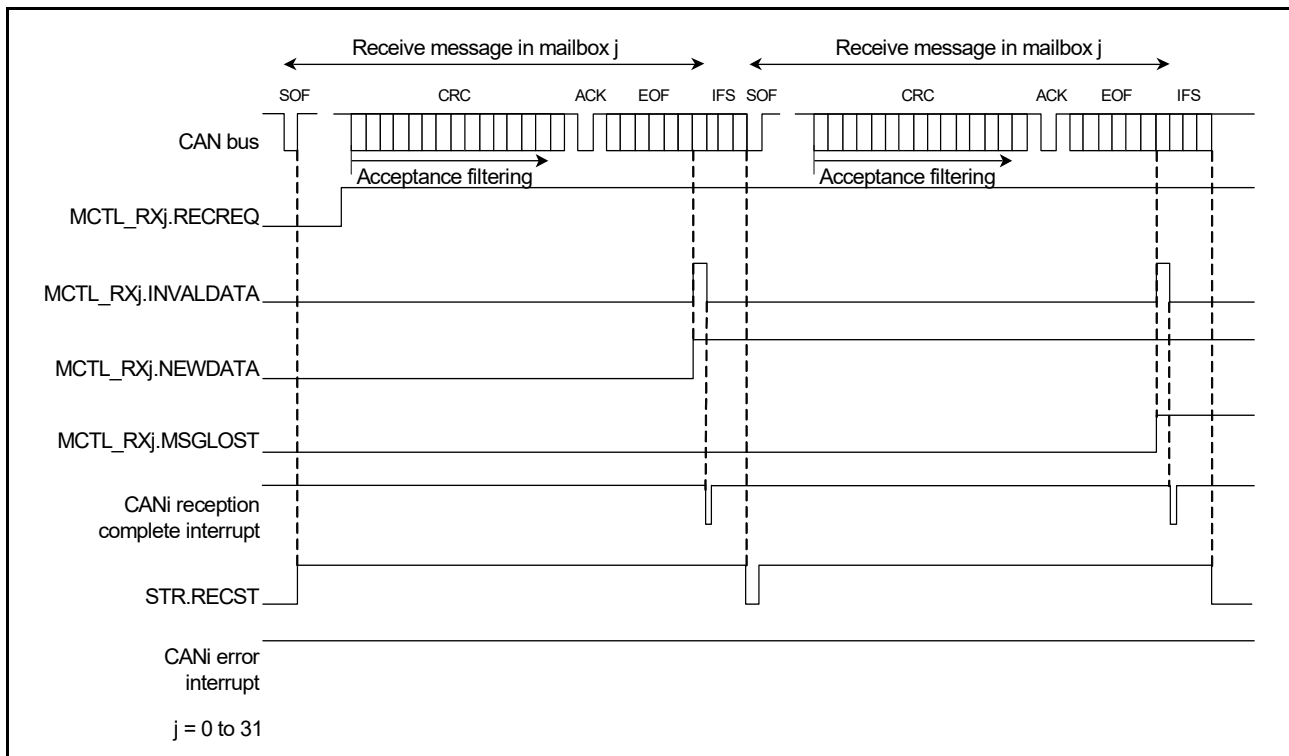 Receive message in mailbox j Receive message in mailbox j
SOF CRC ACK EOF IFS SOF CRC ACK EOF IFS
CAN bus
Acceptance filtering Acceptance filtering
MCTL_RXj.RECREQ
MCTL_RXj.INVALDATA
MCTL_RXj.NEWDATA
MCTL_RXj.MSGLOST
CANi reception
complete interrupt
STR.RECST
CANi error
interrupt
j = 0 to 31